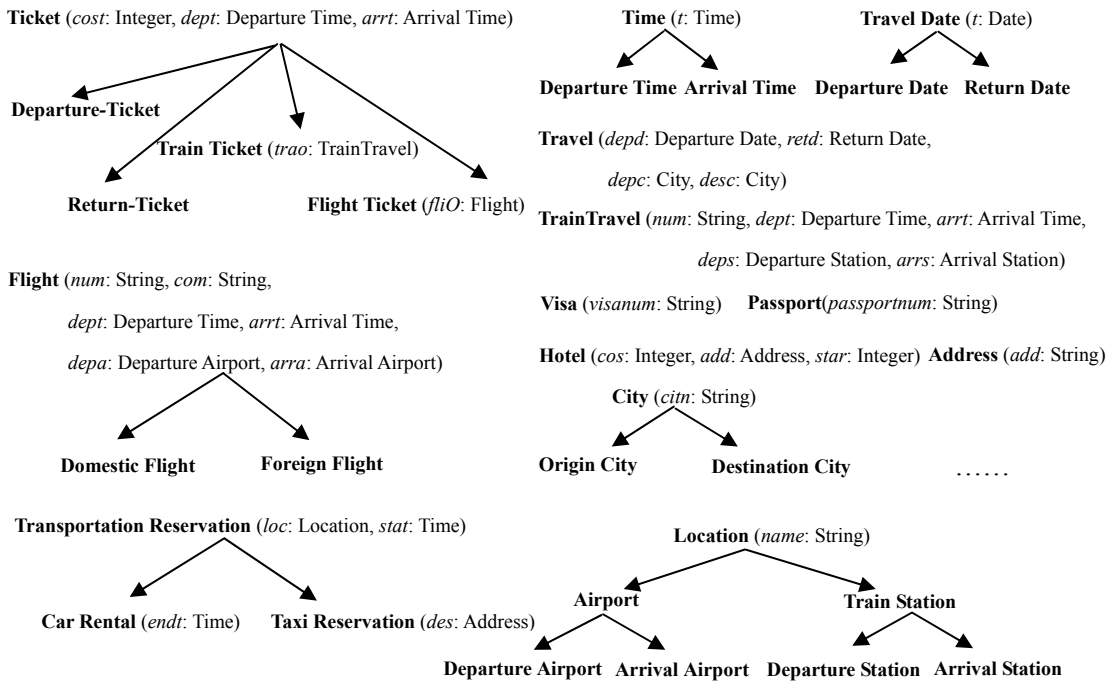 Ticket (cost: Integer, dept: Departure Time, arrt: Arrival Time)
Departure-Ticket
Train Ticket (trao: TrainTravel)
Return-Ticket
Flight Ticket (fliO: Flight)
Flight (num: String, com: String,
dept: Departure Time, arrt: Arrival Time,
depa: Departure Airport, arra: Arrival Airport)
Domestic Flight
Foreign Flight
Transportation Reservation (loc: Location, stat: Time)
Car Rental (endt: Time)
Taxi Reservation (des: Address)
Time (t: Time)
Departure Time
Arrival Time
Travel Date (t: Date)
Departure Date
Return Date
Travel (depd: Departure Date, retd: Return Date,
depc: City, desc: City)
TrainTravel (num: String, dept: Departure Time, arrt: Arrival Time,
deps: Departure Station, arrs: Arrival Station)
Visa (visanum: String)
Passport(passportnum: String)
Hotel (cos: Integer, add: Address, star: Integer)
Address (add: String)
City (citn: String)
Origin City
Destination City
......
Location (name: String)
Airport
Train Station
Departure Airport
Arrival Airport
Departure Station
Arrival Station